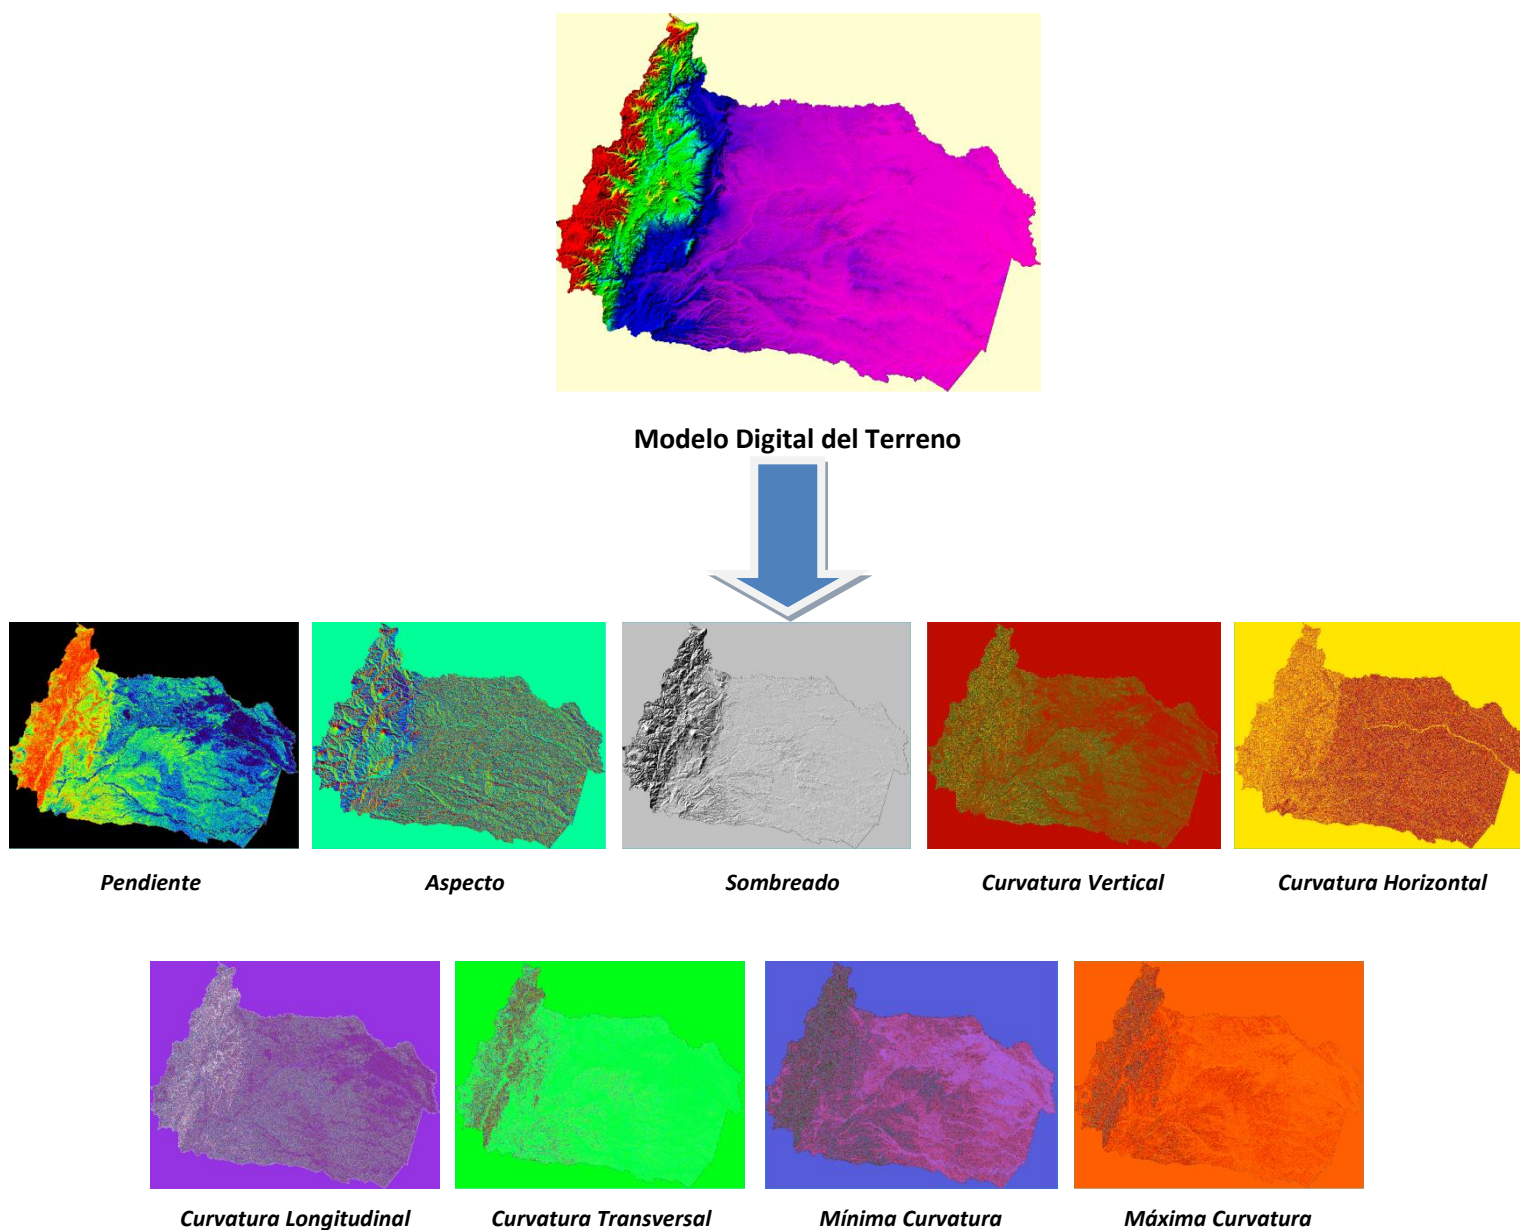 Modelo Digital del Terreno
Pendiente
Aspecto
Sombreado
Curvatura Vertical
Curvatura Horizontal
Curvatura Longitudinal
Curvatura Transversal
Mínima Curvatura
Máxima Curvatura